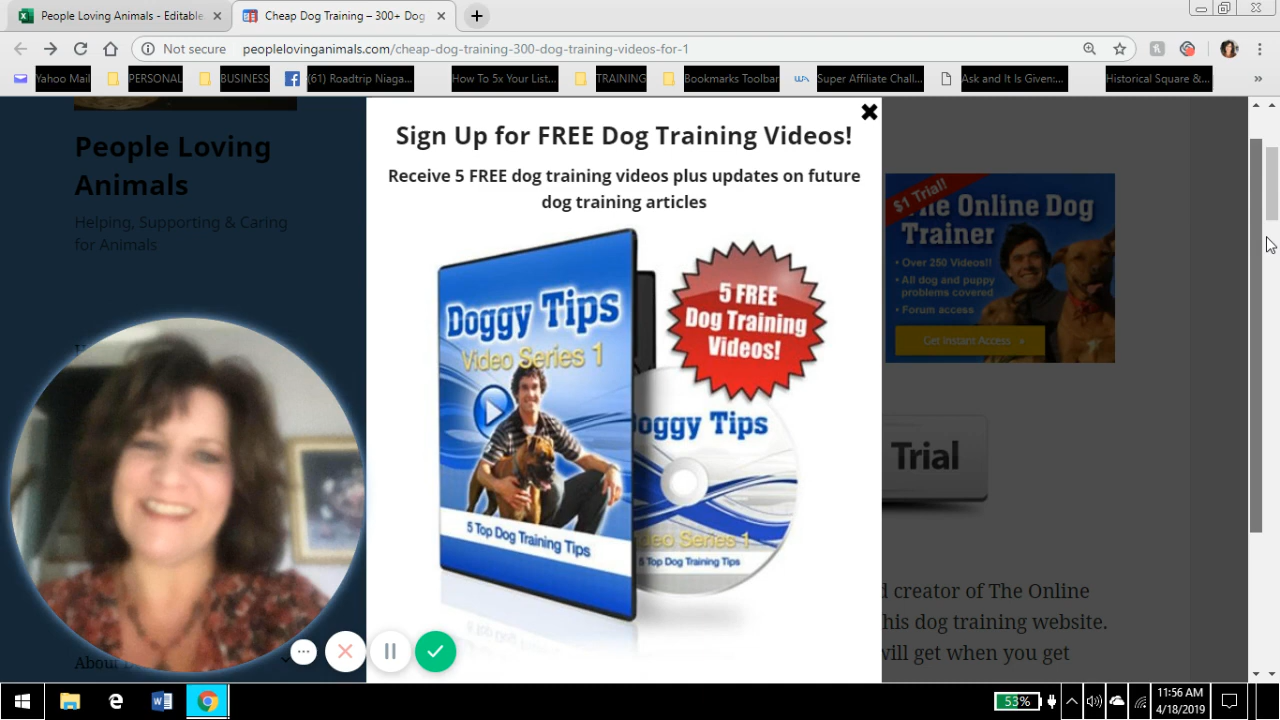 People Loving Animals - Editable
Cheap Dog Training – 300+ Dog
Not secure
peoplelovinganimals.com/cheap-dog-training-300-dog-training-videos-for-1
Yahoo Mail
PERSONAL
BUSINESS
(61) Roadtrip Niaga...
How To 5x Your List...
TRAINING
Bookmarks Toolbar
Super Affiliate Chall...
Ask and It Is Given:...
Historical Square &...
»
People Loving
Animals
Helping, Supporting & Caring
for Animals
Sign Up for FREE Dog Training Videos!
Receive 5 FREE dog training videos plus updates on future
dog training articles
Doggy Tips
Video Series 1
5 Top Dog Training Tips
5 FREE
Dog Training
Videos!
oggy Tips
ideo Series 1
5 Top Dog Training Tips
$1 Trial!
The Online Dog
Trainer
• Over 250 Videos!!
• All dog and puppy
problems covered
• Forum access
Get Instant Access »
Trial
d creator of The Online
his dog training website.
will get when you get
About
53%
11:56 AM
4/18/2019